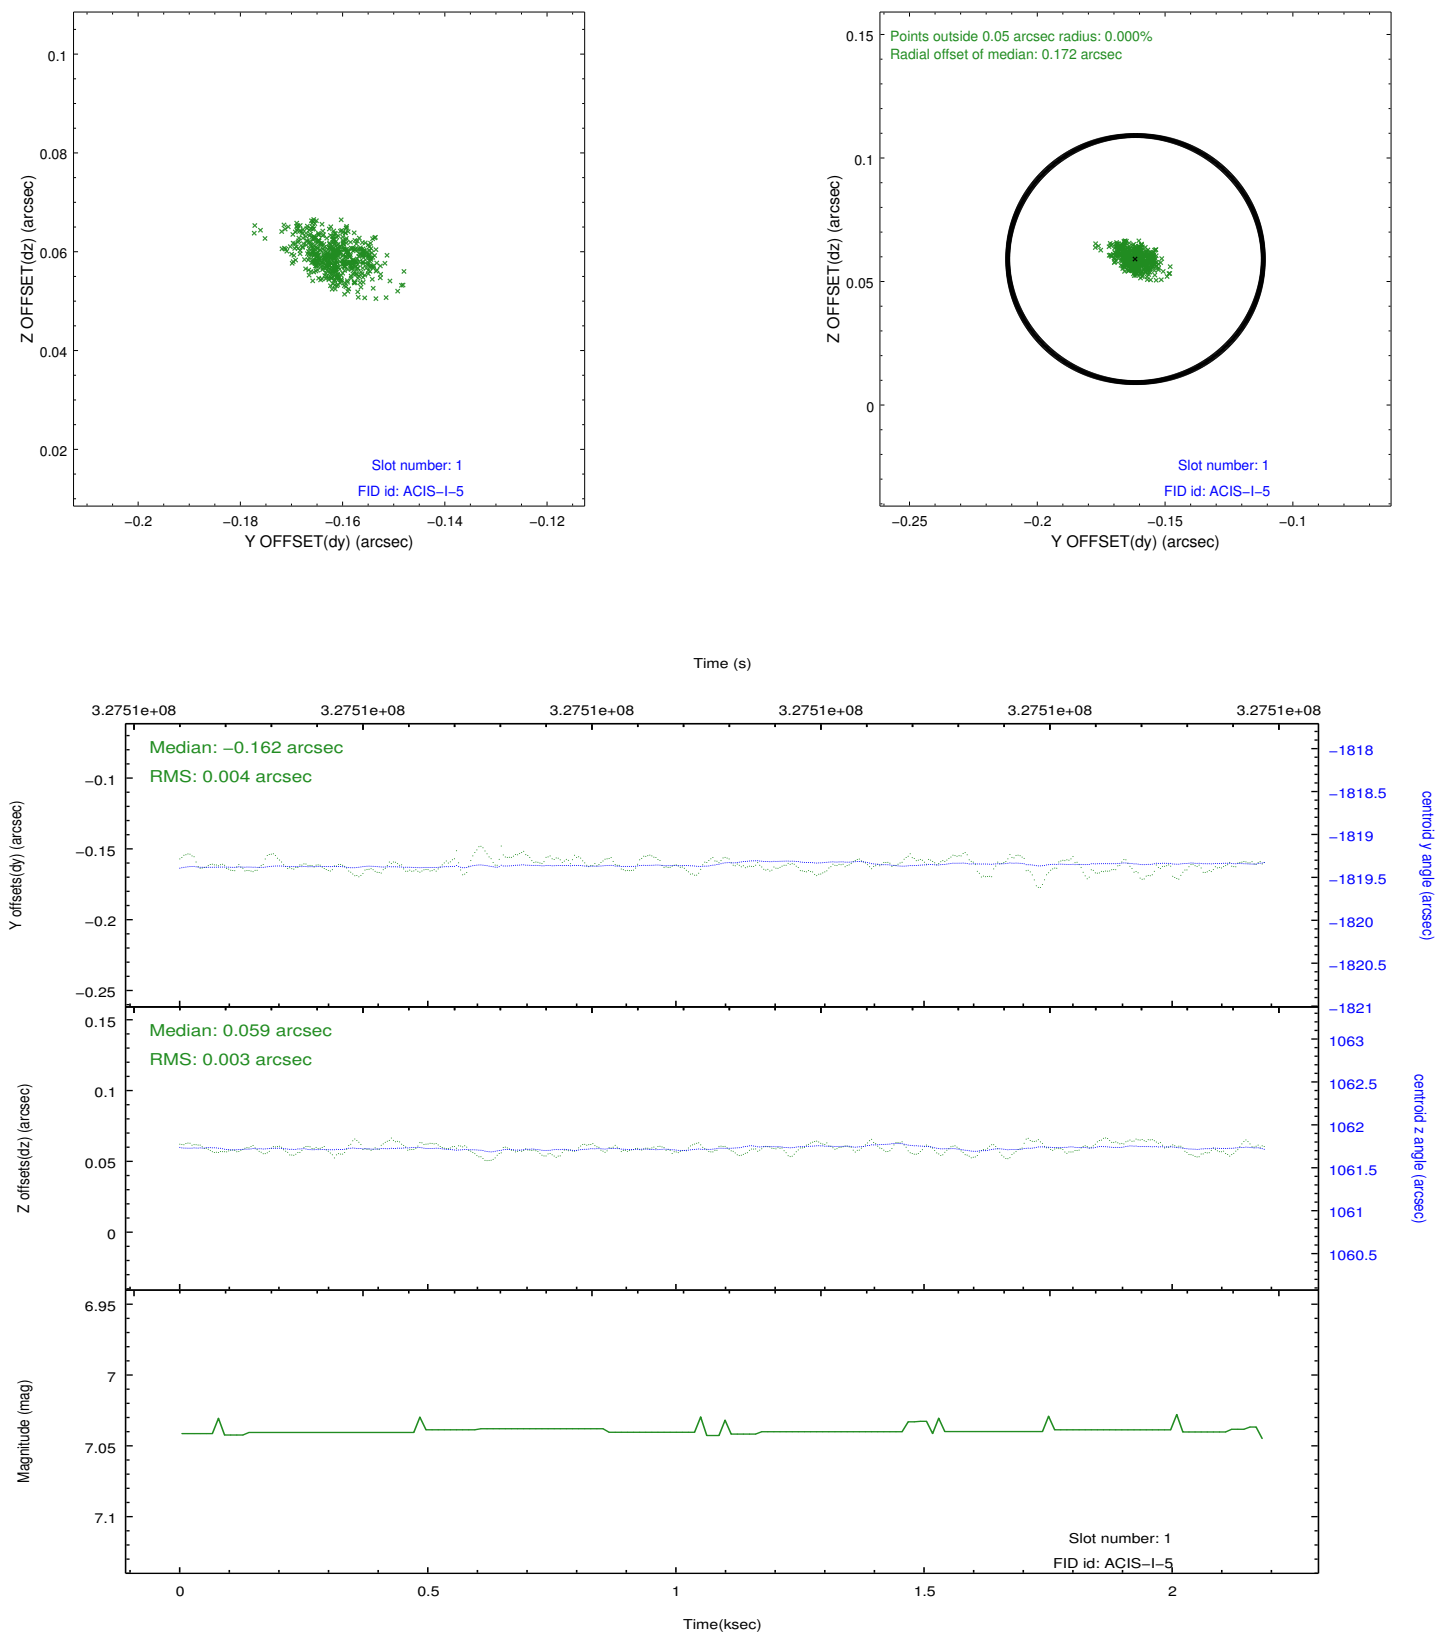 0.1
0.08
0.06
0.04
0.02
Z OFFSET(dz) (arcsec)
Slot number: 1
FID id: ACIS−I−5
−0.2 −0.18 −0.16 −0.14 −0.12
Y OFFSET(dy) (arcsec)
Points outside 0.05 arcsec radius: 0.000%
Radial offset of median: 0.172 arcsec
0.15
0.1
0.05
0
Z OFFSET(dz) (arcsec)
Slot number: 1
FID id: ACIS−I−5
−0.25 −0.2 −0.15 −0.1
Y OFFSET(dy) (arcsec)
Time (s)
3.2751e+08 3.2751e+08 3.2751e+08 3.2751e+08 3.2751e+08 3.2751e+08
Median: −0.162 arcsec
RMS: 0.004 arcsec
−0.1
−0.15
−0.2
−0.25
Y offsets(dy) (arcsec)
−1818
−1818.5
−1819
−1819.5
−1820
−1820.5
−1821
centroid y angle (arcsec)
Median: 0.059 arcsec
RMS: 0.003 arcsec
0.15
0.1
0.05
0
Z offsets(dz) (arcsec)
1063
1062.5
1062
1061.5
1061
1060.5
centroid z angle (arcsec)
6.95
7
7.05
7.1
Magnitude (mag)
Slot number: 1
FID id: ACIS−I−5
0 0.5 1 1.5 2
Time(ksec)